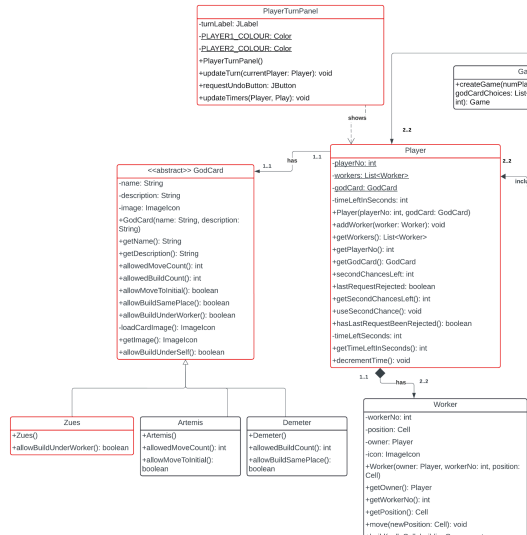 PlayerTurnPanel
-turnLabel: JLabel
-PLAYER1_COLOUR: Color
-PLAYER2_COLOUR: Color
+PlayerTurnPanel()
+updateTurn(currentPlayer: Player): void
+requestUndoButton: JButton
+updateTimers(Player, Play): void
shows
2..2
+createGame(numPla
godCardChoices: List
int): Game
has
1..1
1..1
Player
-playerNo: int
-workers: List<Worker>
-godCard: GodCard
-timeLeftInSeconds: int
+Player(playerNo: int, godCard: GodCard)
+addWorker(worker: Worker): void
+getWorkers(): List<Worker>
+getPlayerNo(): int
+getGodCard(): GodCard
+secondChancesLeft: int
+lastRequestRejected: boolean
+getSecondChancesLeft(): int
+useSecondChance(): void
+hasLastRequestBeenRejected(): boolean
-timeLeftSeconds: int
+getTimeLeftInSeconds(): int
+decrementTime(): void
2..2
<<abstract>> GodCard
-name: String
-description: String
-image: ImageIcon
+GodCard(name: String, description:
String)
+getName(): String
+getDescription(): String
+allowedMoveCount(): int
+allowedBuildCount(): int
+allowMoveToInitial(): boolean
+allowBuildSamePlace(): boolean
+allowBuildUnderWorker(): boolean
-loadCardImage(): ImageIcon
+getImage(): ImageIcon
+allowBuildUnderSelf(): boolean
1..1
has
2..2
Zues
+Zues()
+allowBuildUnderWorker(): boolean
Artemis
+Artemis()
+allowedMoveCount(): int
+allowMoveToInitial():
boolean
Demeter
+Demeter()
+allowedBuildCount(): int
+allowBuildSamePlace():
boolean
Worker
-workerNo: int
-position: Cell
-owner: Player
-icon: ImageIcon
+Worker(owner: Player, workerNo: int, position:
Cell)
+getOwner(): Player
+getWorkerNo(): int
+getPosition(): Cell
+move(newPosition: Cell): void